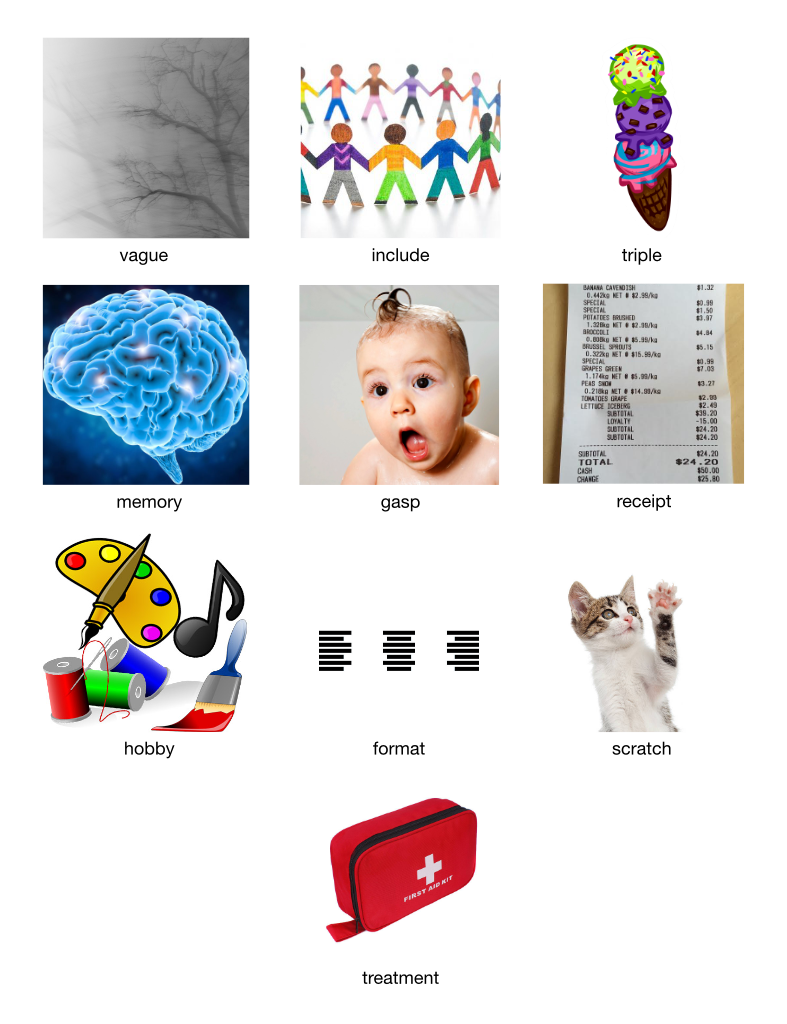 vague
include
triple
BANANA CAVENDISH $1.32
0.442kg NET @ $2.99/kg
SPECIAL $0.99
SPECIAL $1.50
POTATOES BRUSHED $3.97
1.328kg NET @ $2.99/kg
BROCCOLI $4.84
0.808kg NET @ $5.99/kg
BRUSSEL SPROUTS $5.15
0.322kg NET @ $15.99/kg
SPECIAL $0.99
GRAPES GREEN $7.03
1.174kg NET @ $5.99/kg
PEAS SNOW $3.27
0.218kg NET @ $14.99/kg
TOMATOES GRAPE $2.99
LETTUCE ICEBERG $2.49
SUBTOTAL $39.20
LOYALTY -15.00
SUBTOTAL $24.20
SUBTOTAL $24.20
SUBTOTAL $24.20
TOTAL $24.20
CASH $50.00
CHANGE $25.80
memory
gasp
receipt
hobby
format
scratch
FIRST AID KIT
treatment